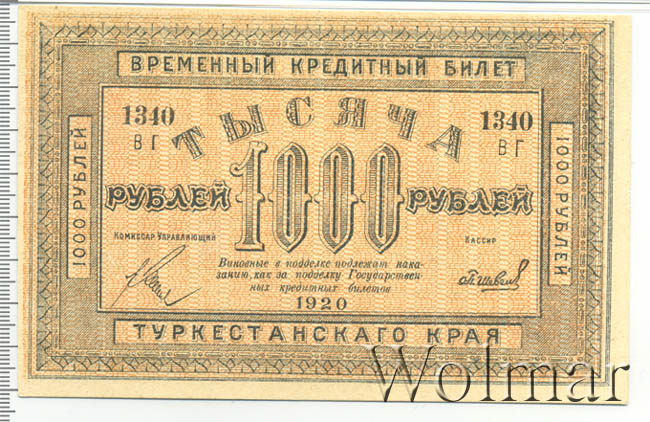 ВРЕМЕННЫЙ КРЕДИТНЫЙ БИЛЕТ
1340 ТЫСЯЧА 1340
ВГ ВГ
РУБЛЕЙ 1000 РУБЛЕЙ
1000 РУБЛЕЙ
1000 РУБЛЕЙ
КОМИССАР УПРАВЛЯЮЩИЙ
КАССИР
Виновные в подделке подлежат нака-
занию, как за подделку Государствен
ных кредитных билетов
1920
ТУРКЕСТАНСКАГО КРАЯ
Wolmar